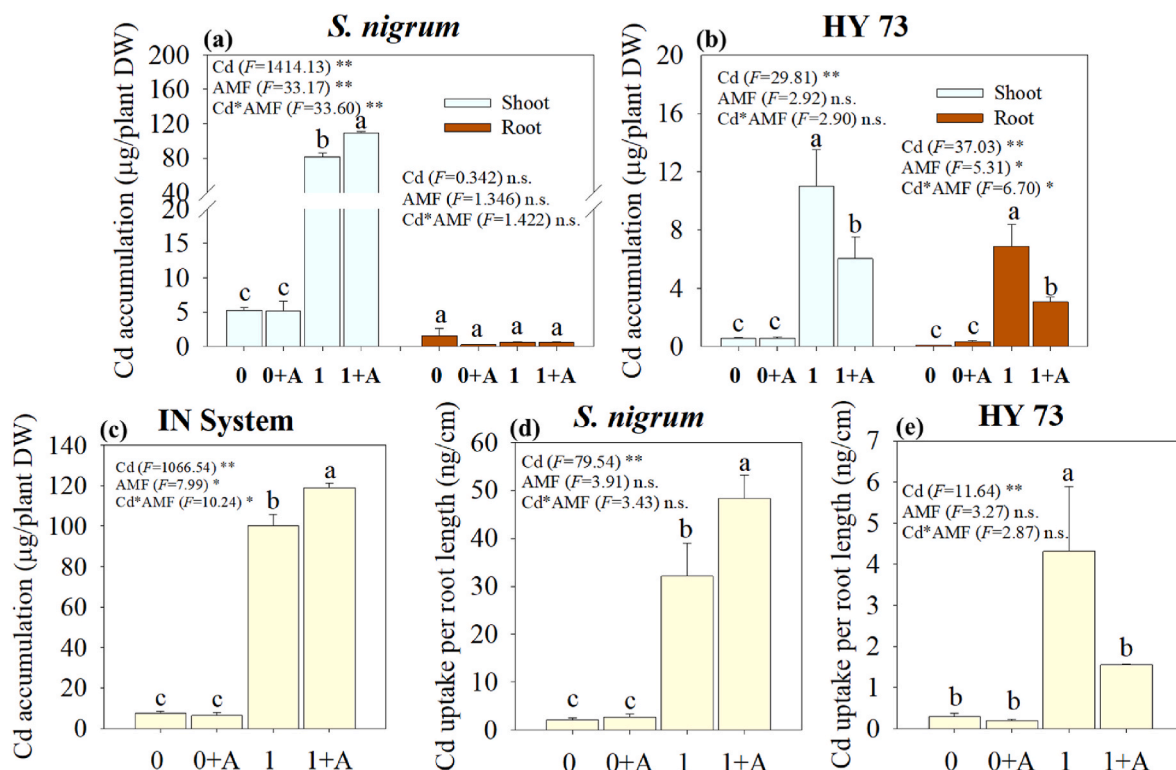 (a)
S. nigrum
Cd accumulation (µg/plant DW)
200
160
120
80
40
20
15
10
5
0
Cd (F=1414.13) **
AMF (F=33.17) **
Cd*AMF (F=33.60) **
Shoot
Root
Cd (F=0.342) n.s.
AMF (F=1.346) n.s.
Cd*AMF (F=1.422) n.s.
c c b a a a a a
0 0+A 1 1+A 0 0+A 1 1+A
(b)
HY 73
Cd accumulation (µg/plant DW)
20
16
12
8
4
0
Cd (F=29.81) **
AMF (F=2.92) n.s.
Cd*AMF (F=2.90) n.s.
Shoot
Root
Cd (F=37.03) **
AMF (F=5.31) *
Cd*AMF (F=6.70) *
c c a b c c a b
0 0+A 1 1+A 0 0+A 1 1+A
(c)
IN System
Cd accumulation (µg/plant DW)
140
120
100
80
60
40
20
0
Cd (F=1066.54) **
AMF (F=7.99) *
Cd*AMF (F=10.24) *
c c b a
0 0+A 1 1+A
(d)
S. nigrum
Cd uptake per root length (ng/cm)
60
50
40
30
20
10
0
Cd (F=79.54) **
AMF (F=3.91) n.s.
Cd*AMF (F=3.43) n.s.
c c b a
0 0+A 1 1+A
(e)
HY 73
Cd uptake per root length (ng/cm)
7
6
5
4
3
2
1
0
Cd (F=11.64) **
AMF (F=3.27) n.s.
Cd*AMF (F=2.87) n.s.
b b a b
0 0+A 1 1+A